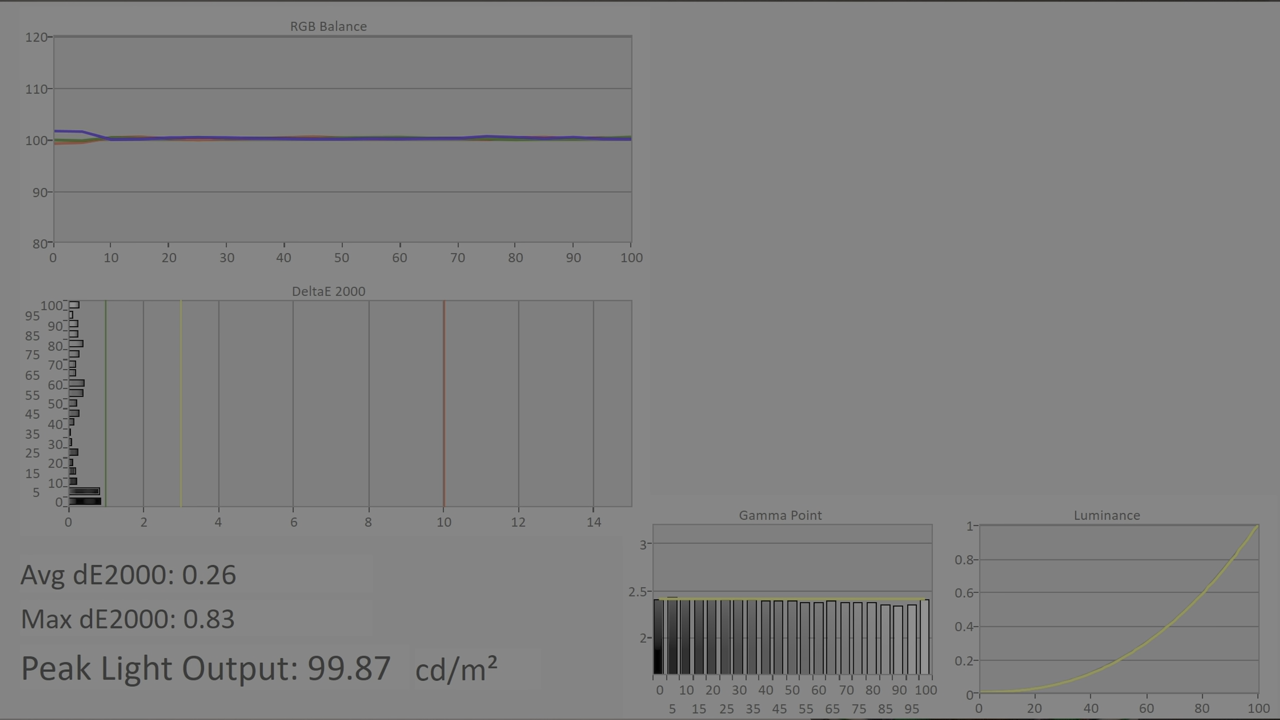 RGB Balance
120
110
100
90
80
0 10 20 30 40 50 60 70 80 90 100
DeltaE 2000
100
95
90
85
80
75
70
65
60
55
50
45
40
35
30
25
20
15
10
5
0
0 2 4 6 8 10 12 14
Avg dE2000: 0.26
Max dE2000: 0.83
Peak Light Output: 99.87 cd/m²
Gamma Point
3
2.5
2
0 10 20 30 40 50 60 70 80 90 100
5 15 25 35 45 55 65 75 85 95
Luminance
1
0.8
0.6
0.4
0.2
0
0 20 40 60 80 100